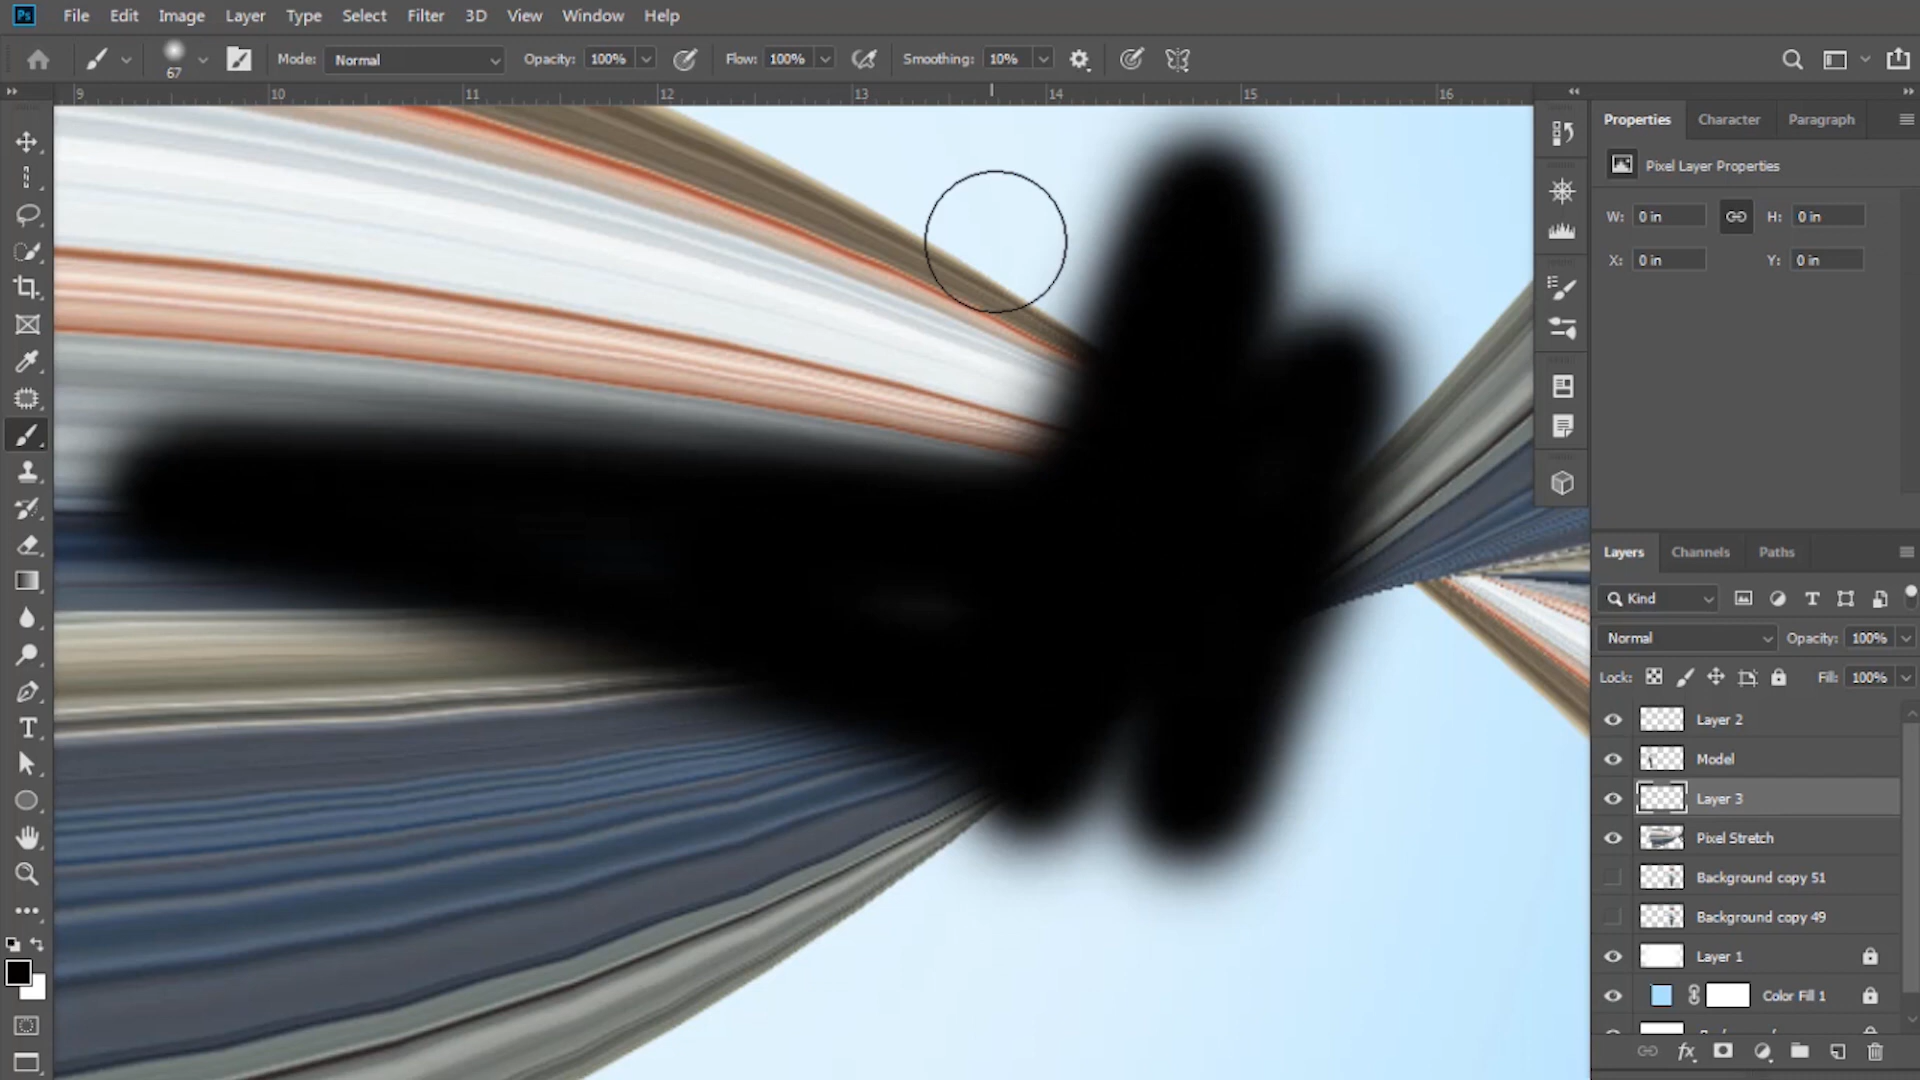 Ps File Edit Image Layer Type Select Filter 3D View Window Help
67 Mode: Normal Opacity: 100% Flow: 100% Smoothing: 10%
9 10 11 12 13 14 15 16
Properties Character Paragraph
Pixel Layer Properties
W: 0 in H: 0 in
X: 0 in Y: 0 in
Layers Channels Paths
Kind
Normal Opacity: 100%
Lock: Fill: 100%
Layer 2
Model
Layer 3
Pixel Stretch
Background copy 51
Background copy 49
Layer 1
Color Fill 1
fx